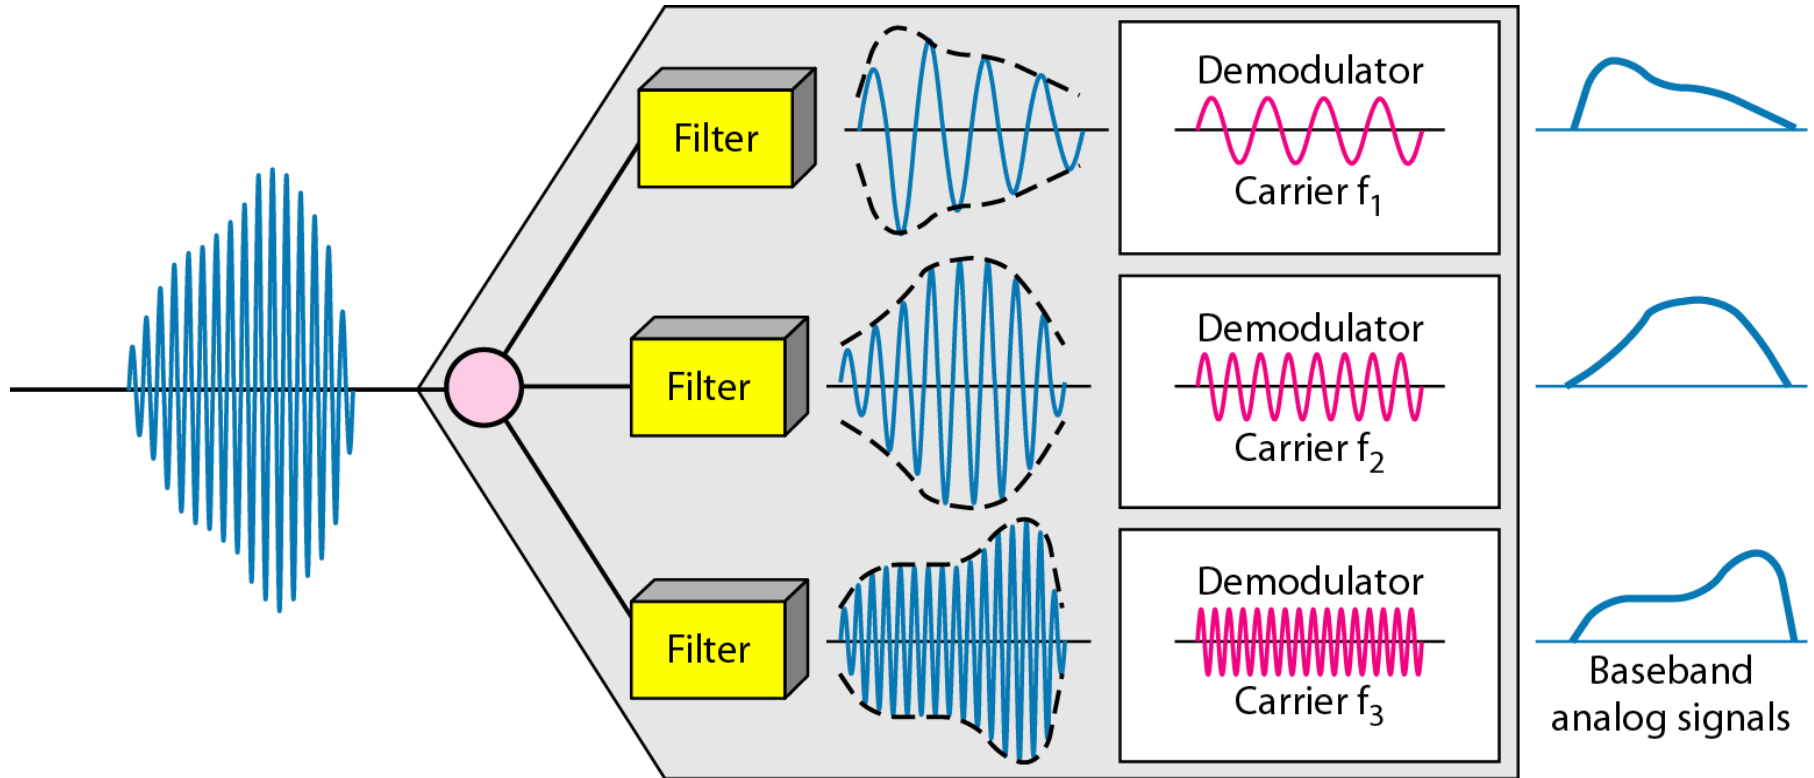 Filter
Demodulator
Carrier f₁
Filter
Demodulator
Carrier f₂
Filter
Demodulator
Carrier f₃
Baseband
analog signals